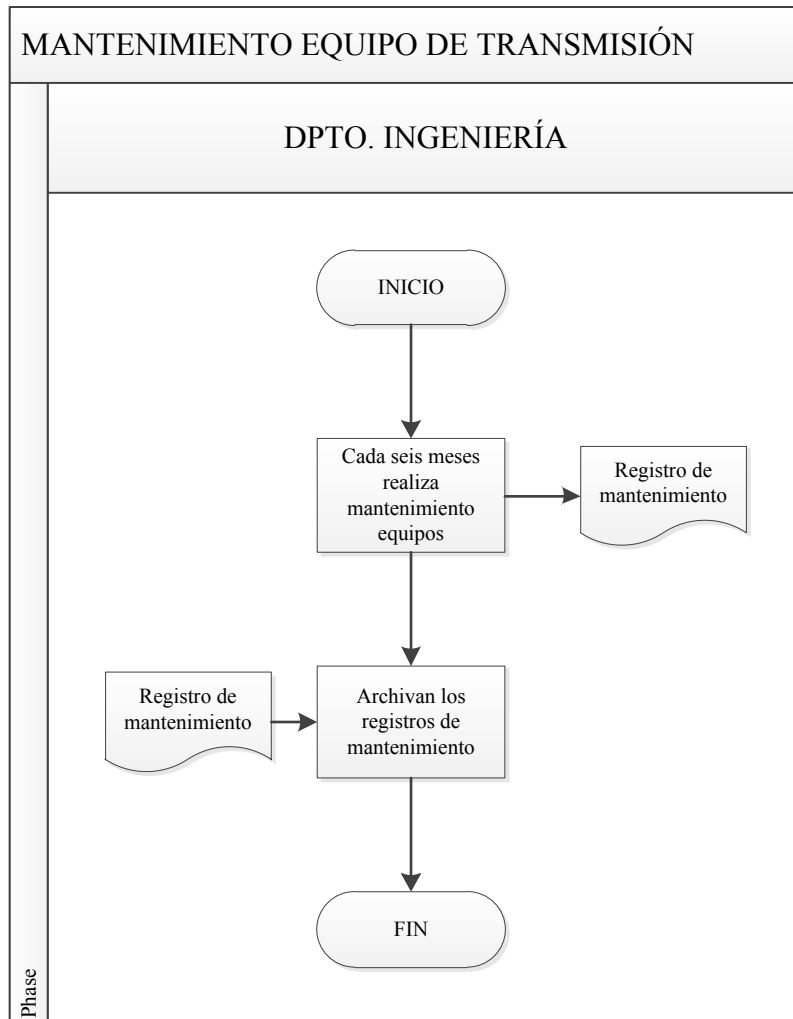 MANTENIMIENTO EQUIPO DE TRANSMISIÓN
DPTO. INGENIERÍA
INICIO
Cada seis meses
realiza
mantenimiento
equipos
Registro de
mantenimiento
Registro de
mantenimiento
Archivan los
registros de
mantenimiento
FIN
Phase